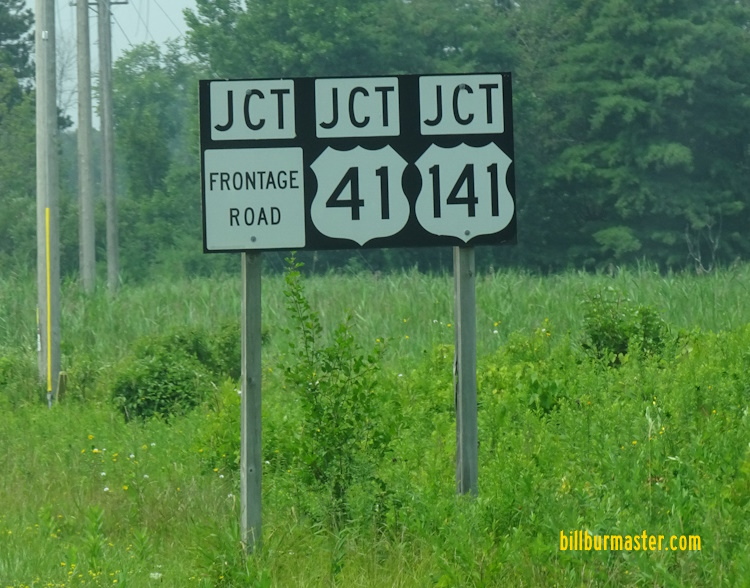 JCT JCT JCT
FRONTAGE
ROAD
41 141
billburmaster.com